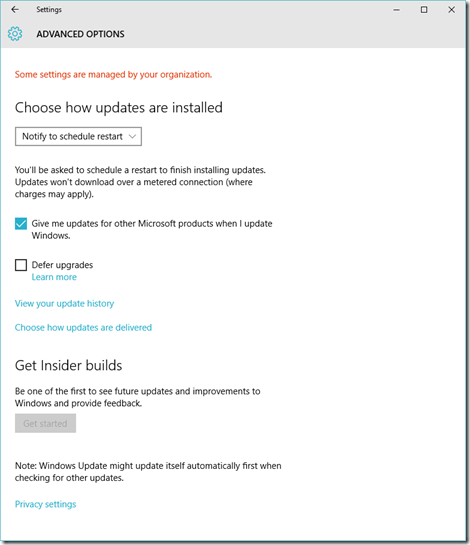 Settings
ADVANCED OPTIONS
Some settings are managed by your organization.
Choose how updates are installed
Notify to schedule restart
You'll be asked to schedule a restart to finish installing updates.
Updates won't download over a metered connection (where
charges may apply).
Give me updates for other Microsoft products when I update
Windows.
Defer upgrades
Learn more
View your update history
Choose how updates are delivered
Get Insider builds
Be one of the first to see future updates and improvements to
Windows and provide feedback.
Get started
Note: Windows Update might update itself automatically first when
checking for other updates.
Privacy settings